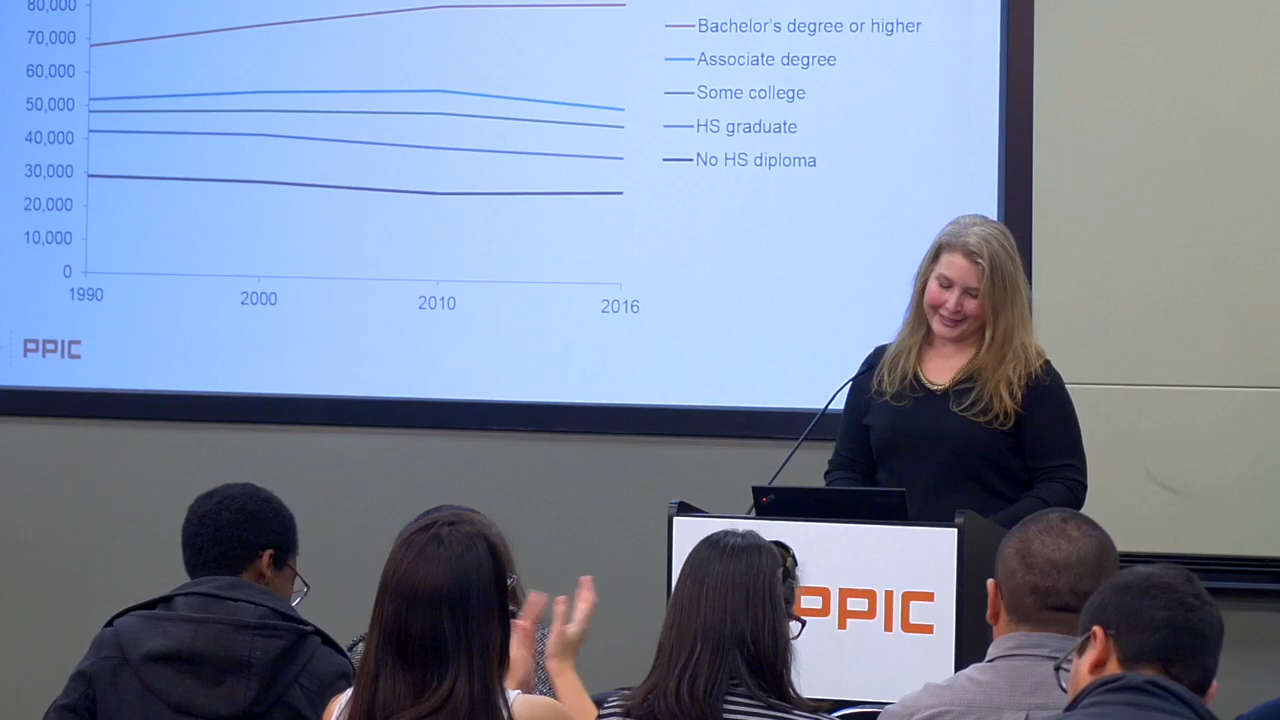 80,000
70,000
60,000
50,000
40,000
30,000
20,000
10,000
0
1990
2000
2010
2016
Bachelor's degree or higher
Associate degree
Some college
HS graduate
No HS diploma
PPIC
PPIC